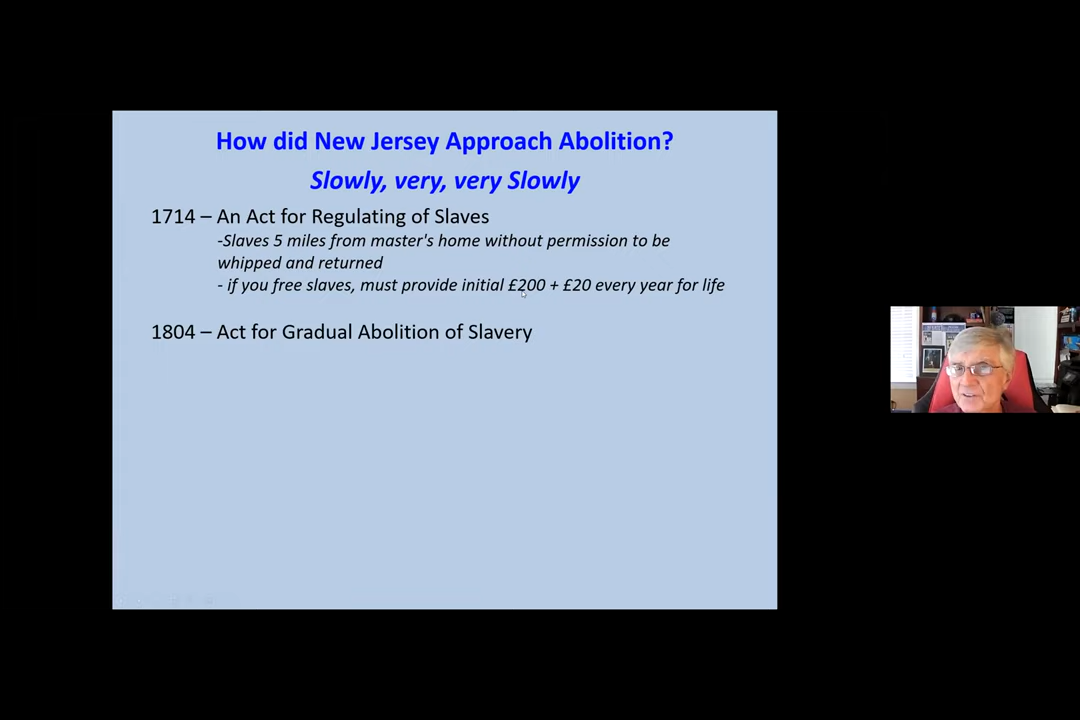 How did New Jersey Approach Abolition?
Slowly, very, very Slowly
1714 – An Act for Regulating of Slaves
-Slaves 5 miles from master's home without permission to be
whipped and returned
- if you free slaves, must provide initial £200 + £20 every year for life
1804 – Act for Gradual Abolition of Slavery